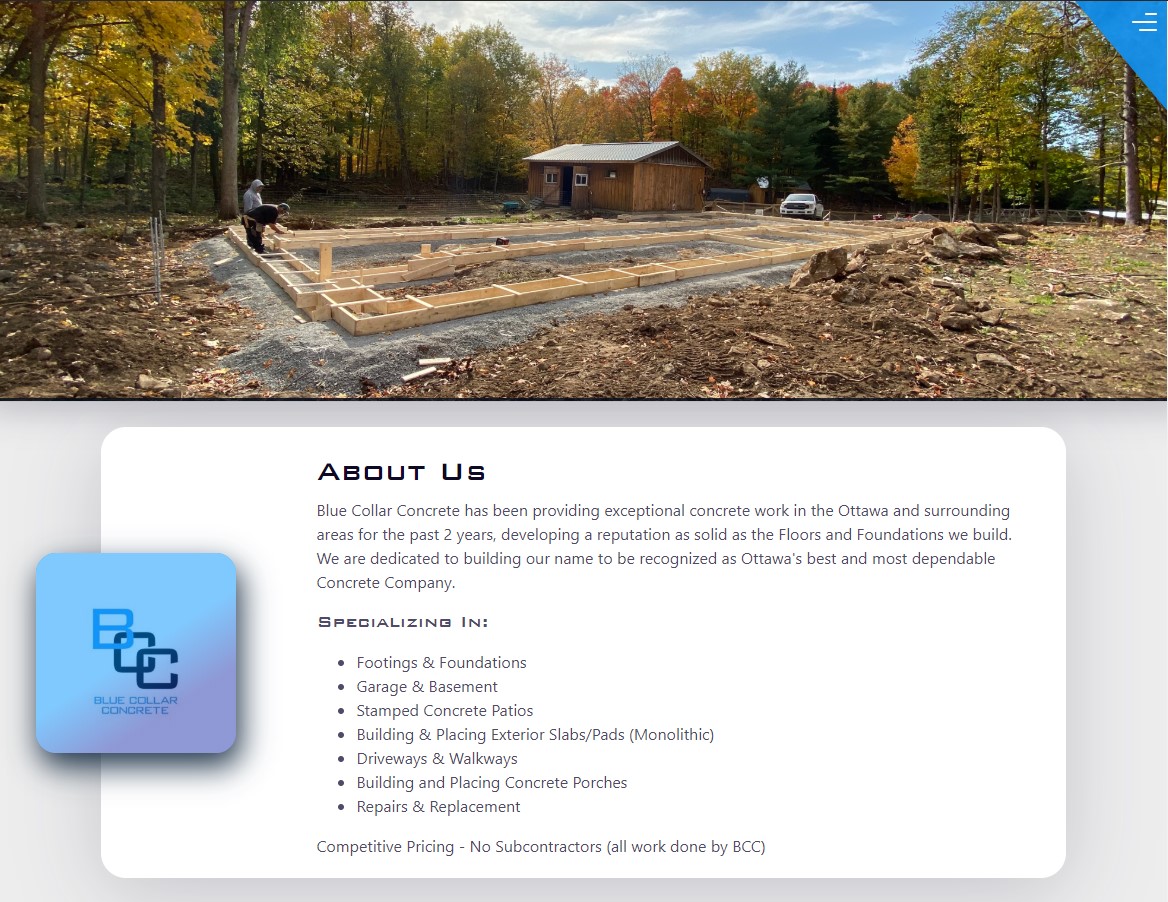 About Us
Blue Collar Concrete has been providing exceptional concrete work in the Ottawa and surrounding
areas for the past 2 years, developing a reputation as solid as the Floors and Foundations we build.
We are dedicated to building our name to be recognized as Ottawa's best and most dependable
Concrete Company.
BCC
BLUE COLLAR
CONCRETE
Specializing In:
Footings & Foundations
Garage & Basement
Stamped Concrete Patios
Building & Placing Exterior Slabs/Pads (Monolithic)
Driveways & Walkways
Building and Placing Concrete Porches
Repairs & Replacement
Competitive Pricing - No Subcontractors (all work done by BCC)